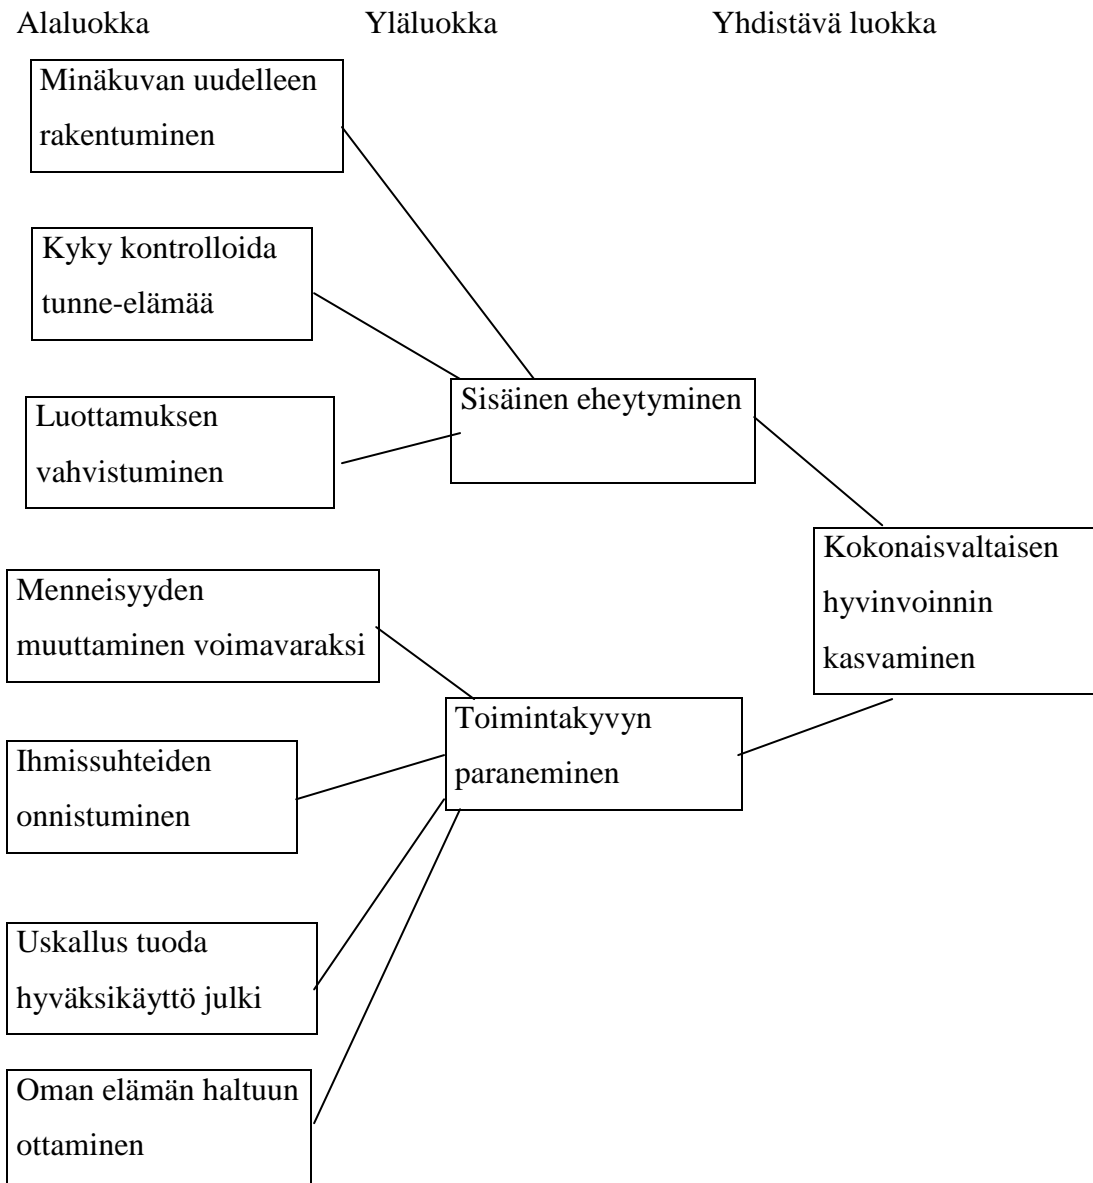 Alaluokka Yläluokka Yhdistävä luokka
Minäkuvan uudelleen
rakentuminen
Kyky kontrolloida
tunne-elämää
Luottamuksen
vahvistuminen
Sisäinen eheytyminen
Menneisyyden
muuttaminen voimavaraksi
Ihmissuhteiden
onnistuminen
Uskallus tuoda
hyväksikäyttö julki
Oman elämän haltuun
ottaminen
Toimintakyvyn
paraneminen
Kokonaisvaltaisen
hyvinvoinnin
kasvaminen